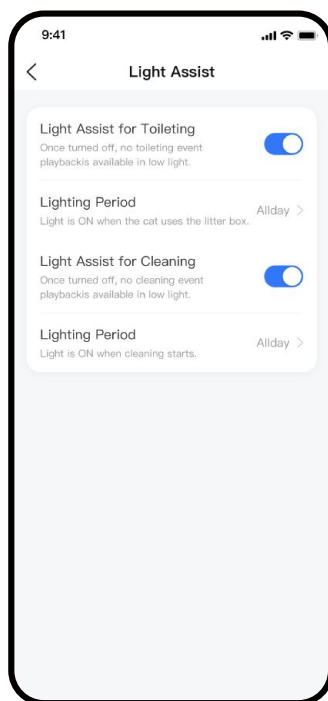 9:41
Light Assist
Light Assist for Toileting
Once turned off, no toileting event
playbackis available in low light.
Lighting Period
Allday
Light is ON when the cat uses the litter box.
Light Assist for Cleaning
Once turned off, no cleaning event
playbackis available in low light.
Lighting Period
Allday
Light is ON when cleaning starts.